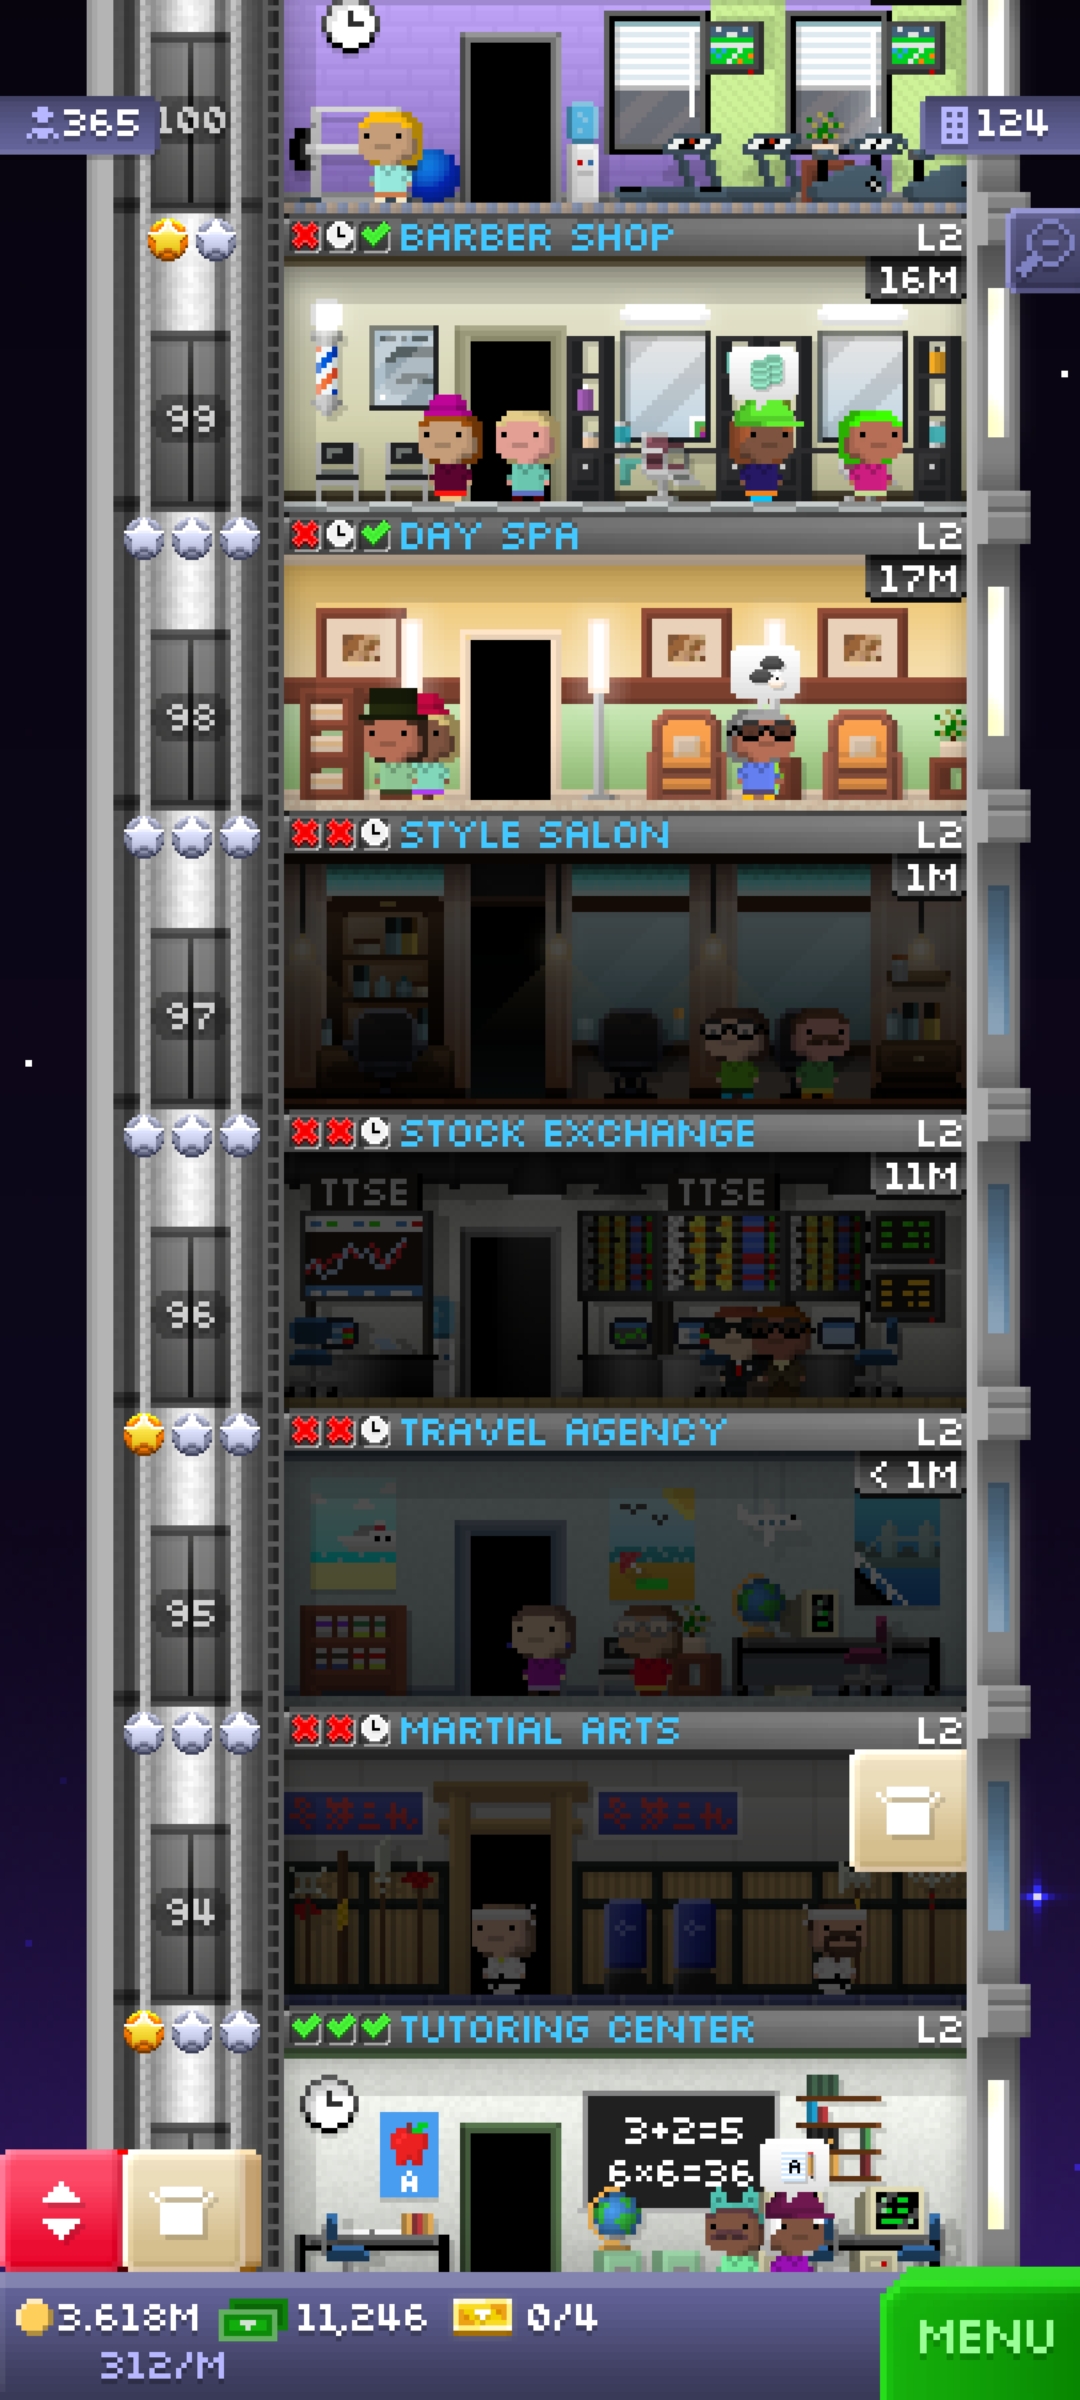 365
100
124
BARBER SHOP
L2
16M
99
DAY SPA
L2
17M
98
STYLE SALON
L2
1M
97
STOCK EXCHANGE
L2
11M
TTSE
TTSE
96
TRAVEL AGENCY
L2
< 1M
95
MARTIAL ARTS
L2
94
TUTORING CENTER
L2
3+2=5
6×6=36
A
A
3.618M
11,246
0/4
312/M
MENU